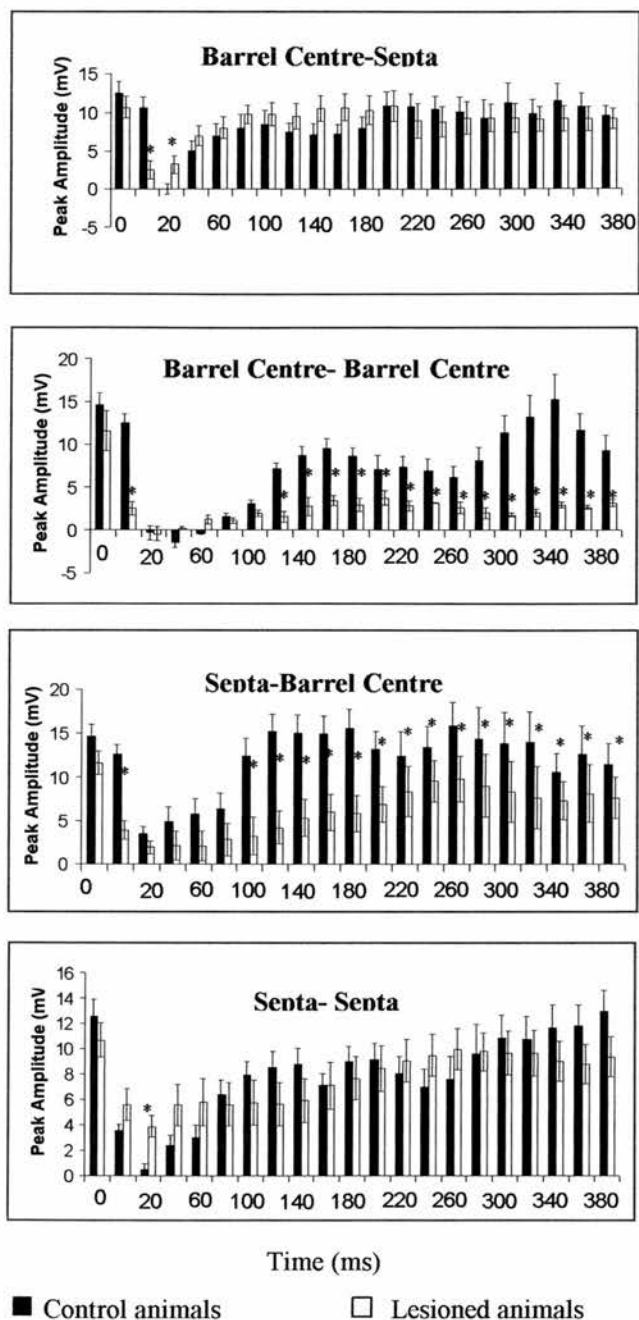 Barrel Centre-Septa
Peak Amplitude (mV)
15
10
5
0
-5
* *
0 20 60 100 140 180 220 260 300 340 380
Barrel Centre- Barrel Centre
Peak Amplitude (mV)
20
15
10
5
0
-5
* * * * * * * * * * * * *
0 20 60 100 140 180 220 260 300 340 380
Septa-Barrel Centre
Peak Amplitude (mV)
20
15
10
5
0
* * * * * * * * * * * * * *
0 20 60 100 140 180 220 260 300 340 380
Septa- Septa
Peak Amplitude (mV
16
14
12
10
8
6
4
2
0
*
0 20 60 100 140 180 220 260 300 340 380
Time (ms)
Control animals Lesioned animals